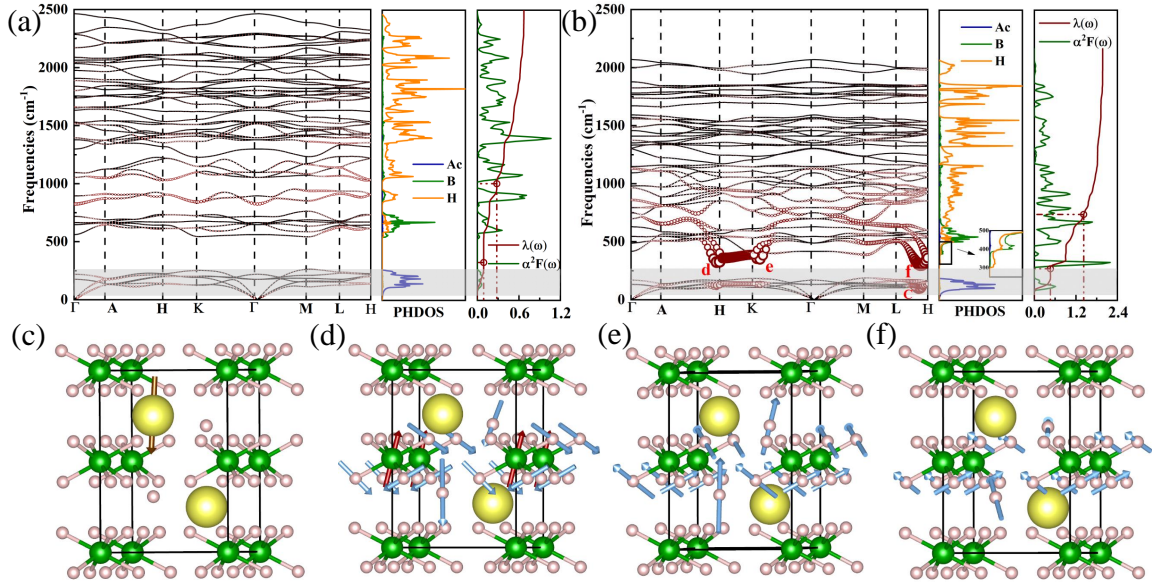 (a)
2500
2000
1500
1000
500
0
Frequencies (cm⁻¹)
Γ A H K Γ M L H
Ac
B
H
PHDOS
λ(ω)
α²F(ω)
0.0 0.6 1.2
(b)
2500
2000
1500
1000
500
0
Frequencies (cm⁻¹)
d e f
c
Γ A H K Γ M L H
Ac
B
H
500
300
PHDOS
λ(ω)
α²F(ω)
0.0 1.2 2.4
(c) (d) (e) (f)